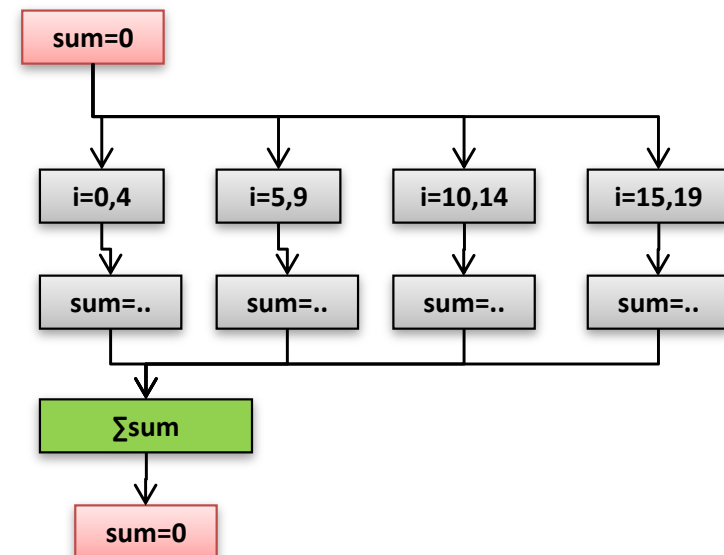 sum=0
i=0,4
i=5,9
i=10,14
i=15,19
sum=..
sum=..
sum=..
sum=..
∑sum
sum=0